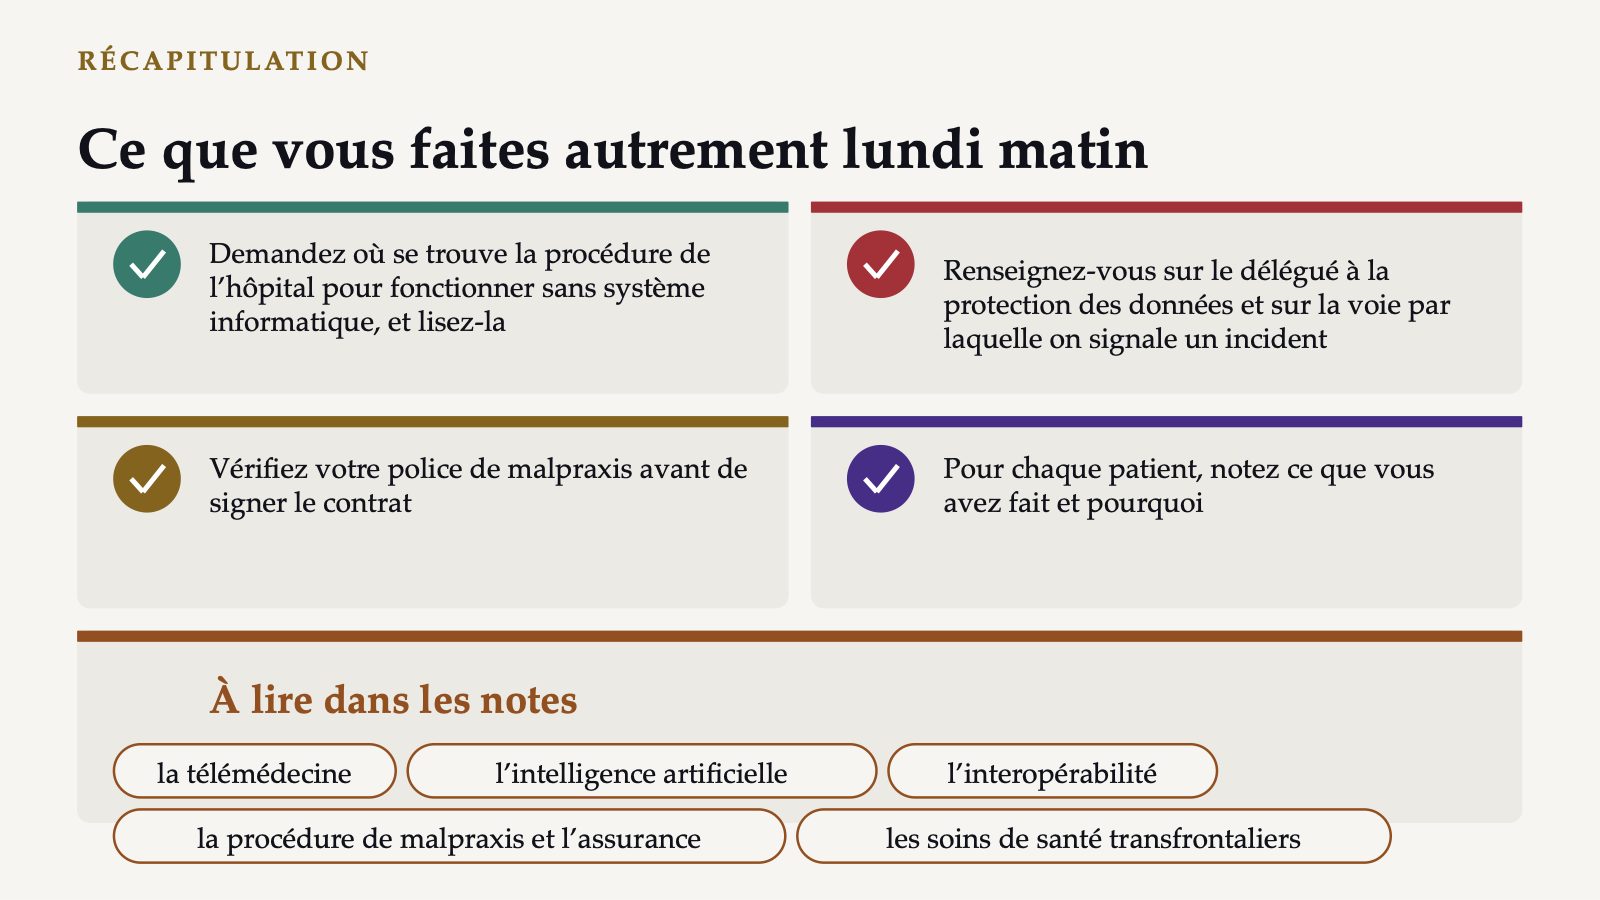 RÉCAPITULATION
Ce que vous faites autrement lundi matin
Demandez où se trouve la procédure de
l’hôpital pour fonctionner sans système
informatique, et lisez-la
Renseignez-vous sur le délégué à la
protection des données et sur la voie par
laquelle on signale un incident
Vérifiez votre police de malpraxis avant de
signer le contrat
Pour chaque patient, notez ce que vous
avez fait et pourquoi
À lire dans les notes
la télémédecine
l’intelligence artificielle
l’interopérabilité
la procédure de malpraxis et l’assurance
les soins de santé transfrontaliers